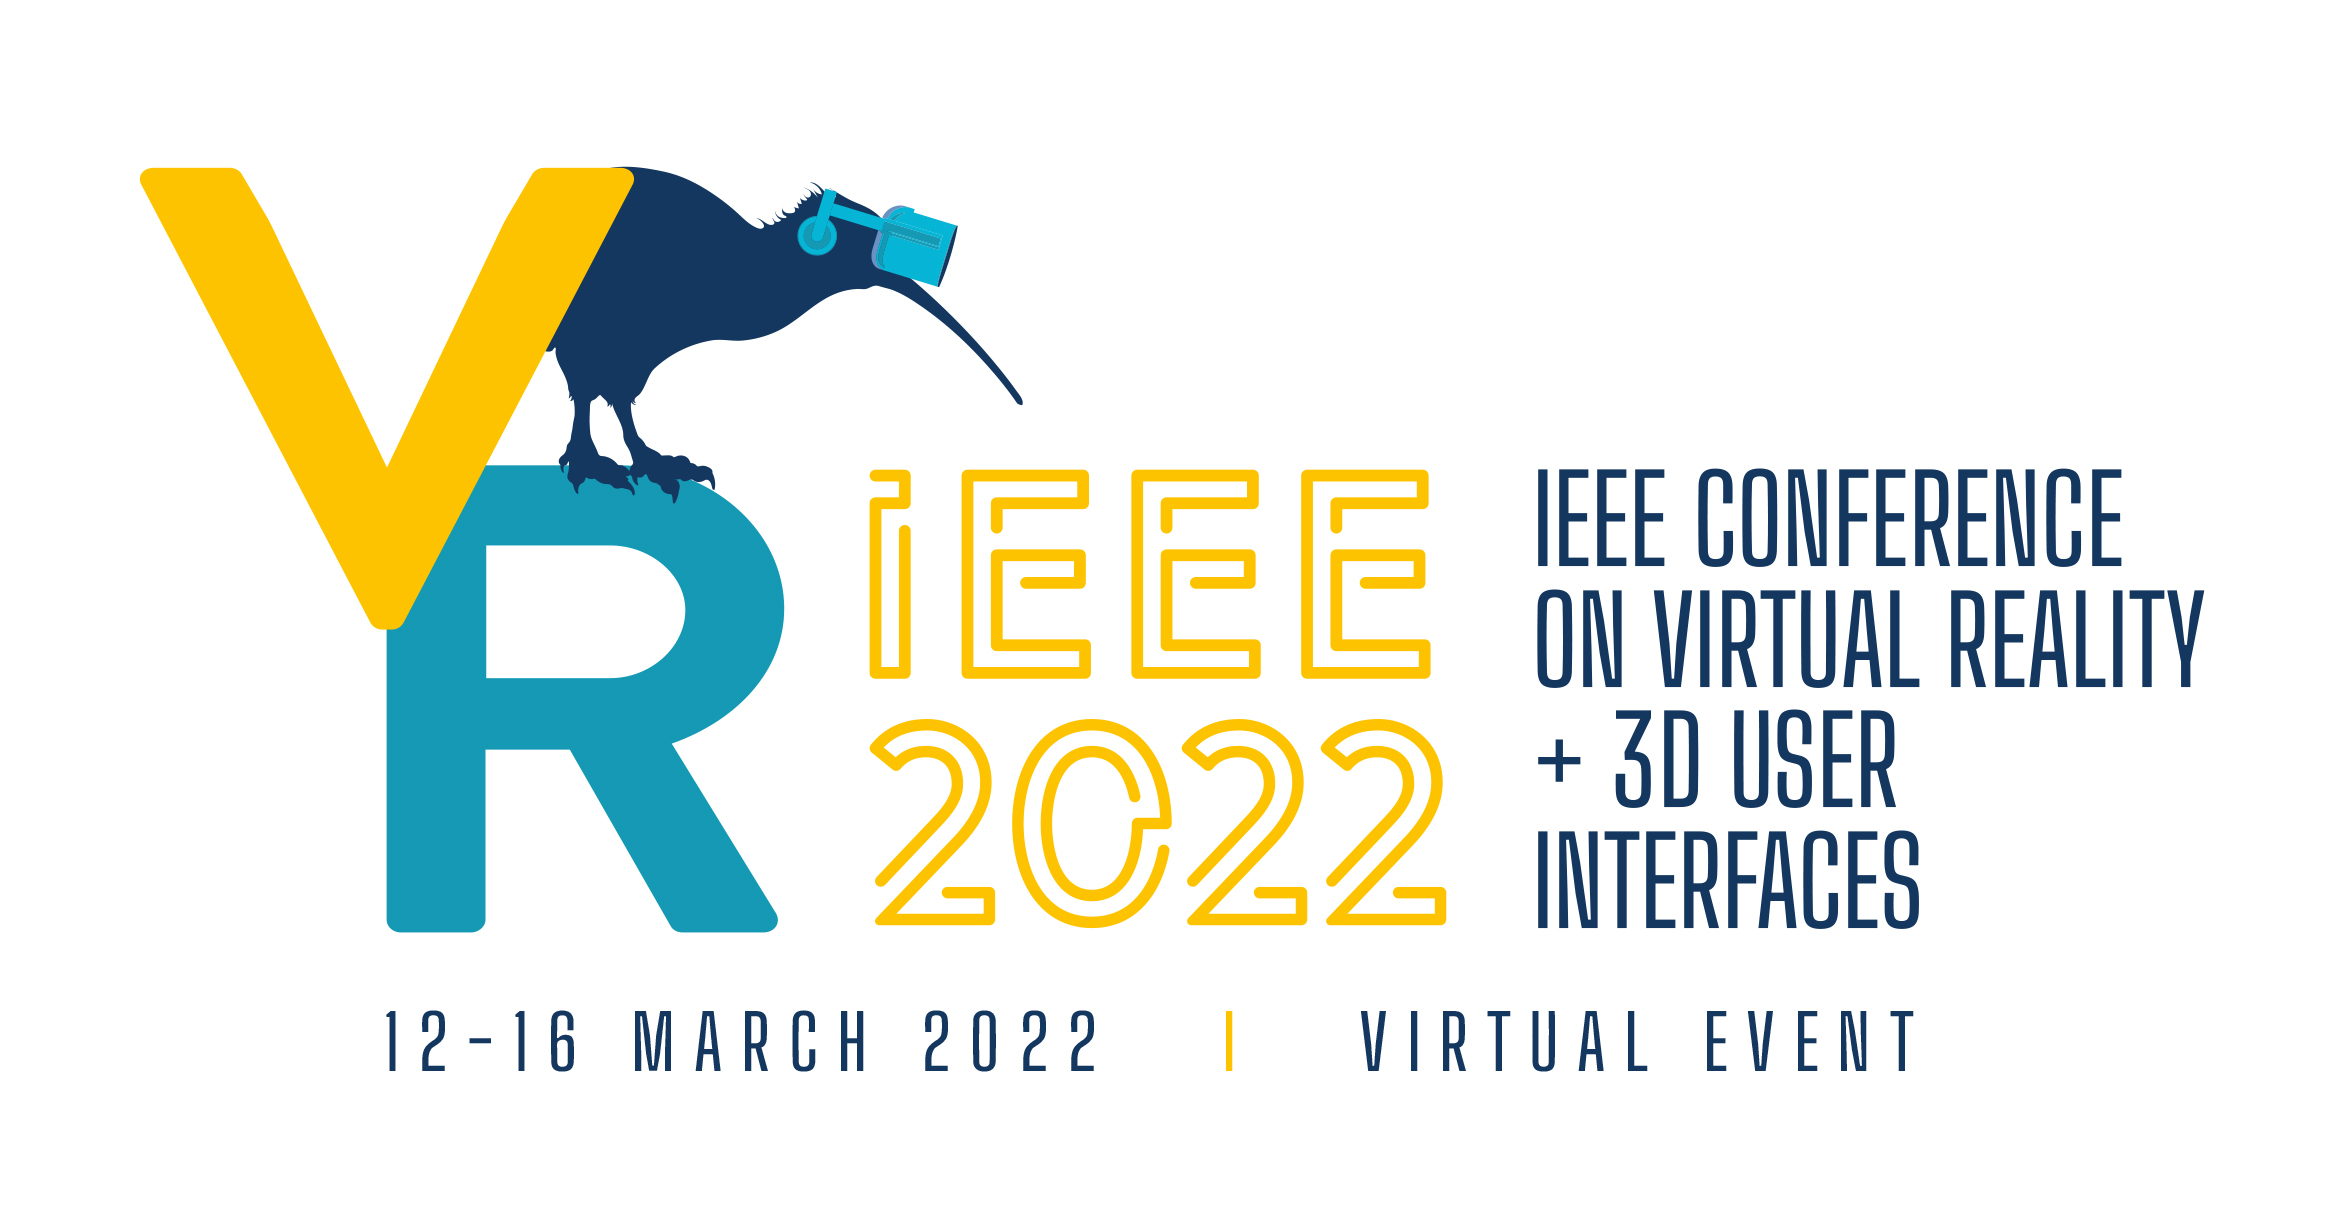 VR
iEEE
2022
IEEE CONFERENCE
ON VIRTUAL REALITY
+ 3D USER
INTERFACES
12-16 MARCH 2022 | VIRTUAL EVENT